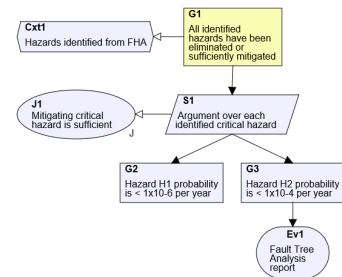 G1
All identified
hazards have been
eliminated or
sufficiently mitigated
Cxt1
Hazards identified from FHA
J1
Mitigating critical
hazard is sufficient
J
S1
Argument over each
identified critical hazard
G2
Hazard H1 probability
is < 1x10-6 per year
G3
Hazard H2 probability
is < 1x10-4 per year
Ev1
Fault Tree
Analysis
report